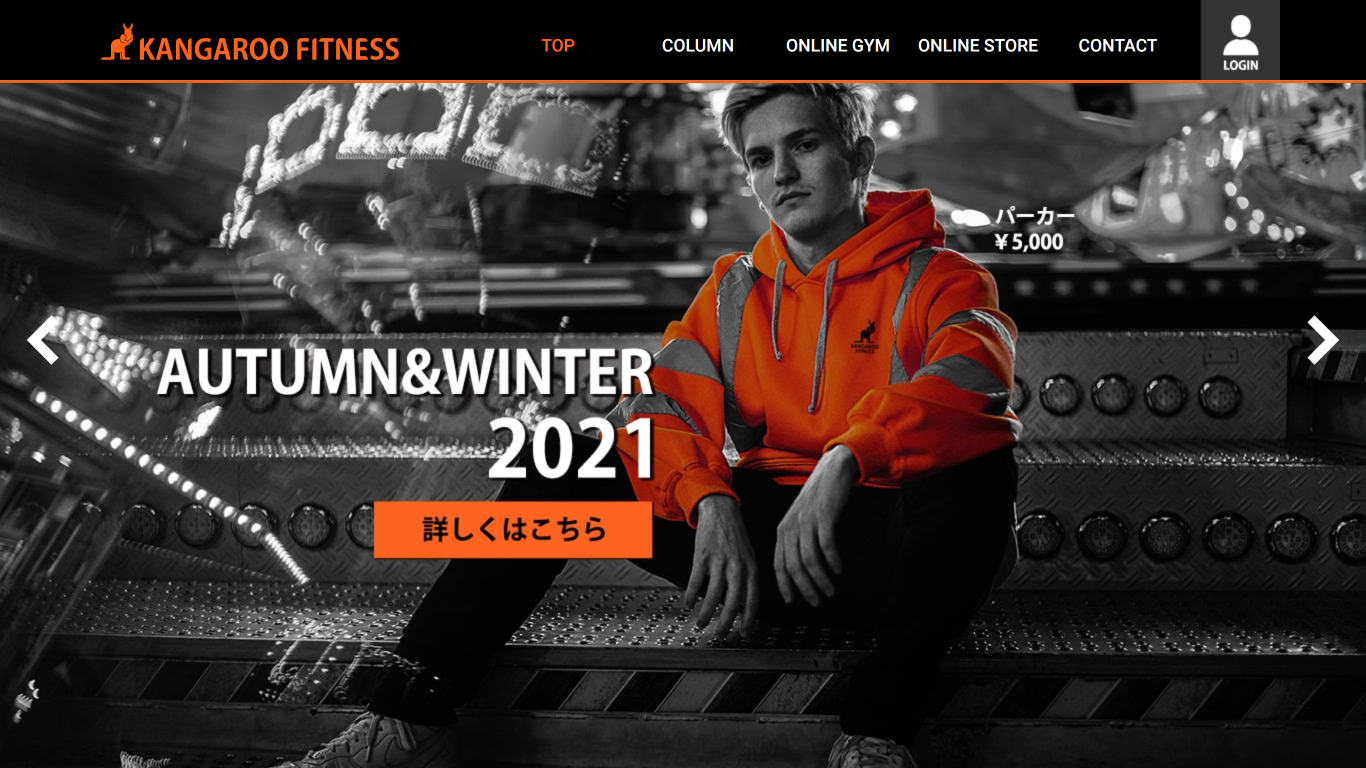 KANGAROO FITNESS
TOP
COLUMN
ONLINE GYM
ONLINE STORE
CONTACT
LOGIN
パーカー
¥5,000
KANGAROO
FITNESS
AUTUMN&WINTER
2021
詳しくはこちら